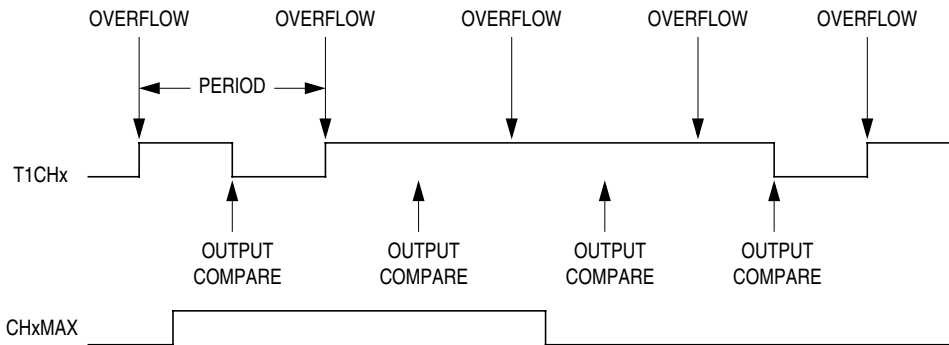 OVERFLOW
OVERFLOW
OVERFLOW
OVERFLOW
OVERFLOW
PERIOD
T1CHx
OUTPUT
COMPARE
OUTPUT
COMPARE
OUTPUT
COMPARE
OUTPUT
COMPARE
CHxMAX